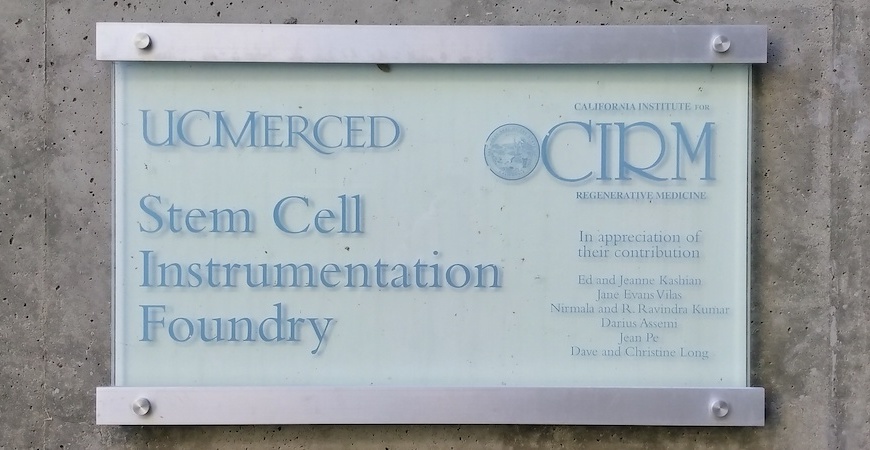 UCMERCED
Stem Cell
Instrumentation
Foundry
CALIFORNIA INSTITUTE FOR
CIRM
REGENERATIVE MEDICINE
In appreciation of
their contribution
Ed and Jeanne Kashian
Jane Evans Vilas
Nirmala and R. Ravindra Kumar
Darius Assemi
Jean Pe
Dave and Christine Long